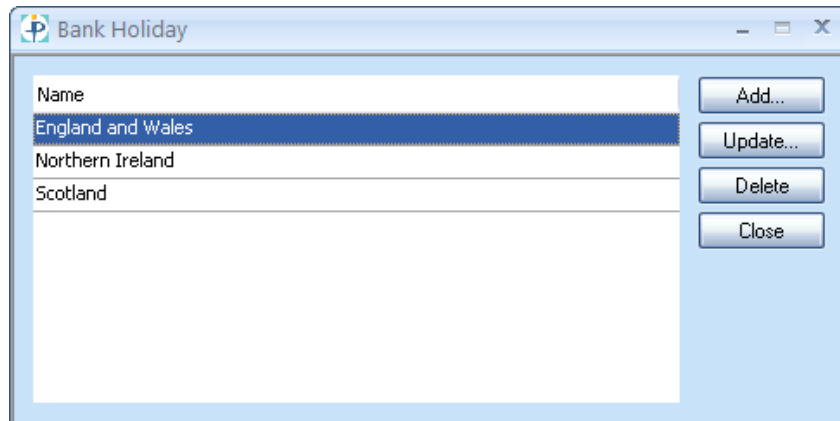 Bank Holiday
Name
England and Wales
Northern Ireland
Scotland
Add...
Update...
Delete
Close